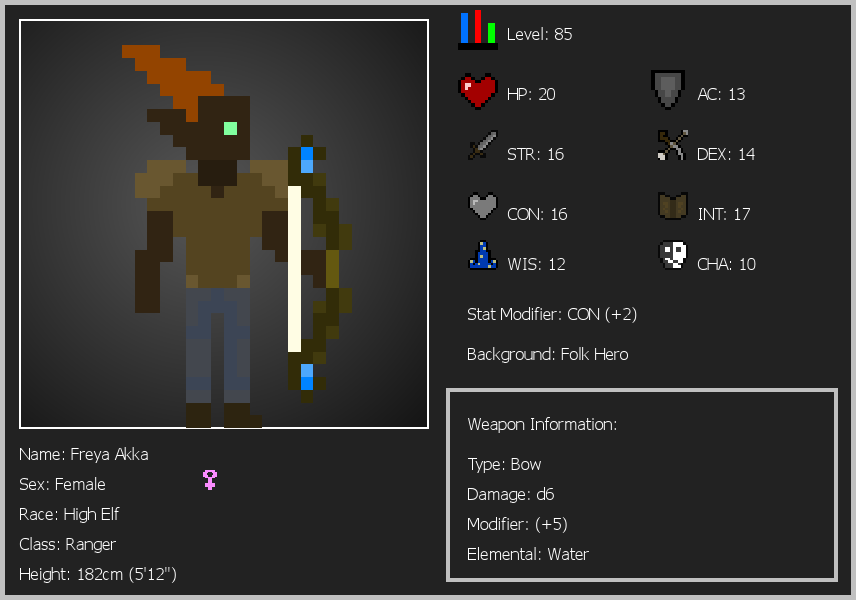 Level: 85
HP: 20
AC: 13
STR: 16
DEX: 14
CON: 16
INT: 17
WIS: 12
CHA: 10
Stat Modifier: CON (+2)
Background: Folk Hero
Weapon Information:
Type: Bow
Damage: d6
Modifier: (+5)
Elemental: Water
Name: Freya Akka
Sex: Female
Race: High Elf
Class: Ranger
Height: 182cm (5'12")